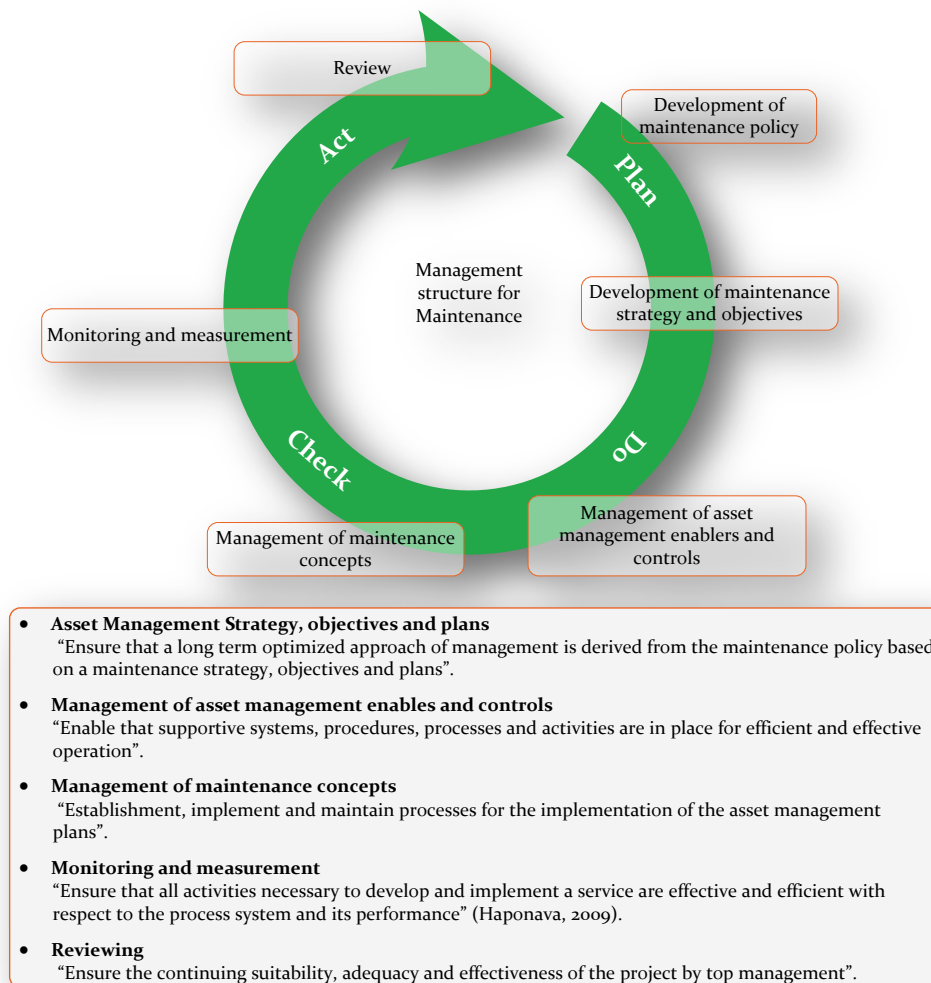 Review
Development of
maintenance policy
Act
Plan
Management
structure for
Maintenance
Development of maintenance
strategy and objectives
Monitoring and measurement
Check
Do
Management of asset
management enablers and
controls
Management of maintenance
concepts
• Asset Management Strategy, objectives and plans
“Ensure that a long term optimized approach of management is derived from the maintenance policy based
on a maintenance strategy, objectives and plans”.
• Management of asset management enables and controls
“Enable that supportive systems, procedures, processes and activities are in place for efficient and effective
operation”.
• Management of maintenance concepts
“Establishment, implement and maintain processes for the implementation of the asset management
plans”.
• Monitoring and measurement
“Ensure that all activities necessary to develop and implement a service are effective and efficient with
respect to the process system and its performance” (Haponava, 2009).
• Reviewing
“Ensure the continuing suitability, adequacy and effectiveness of the project by top management”.